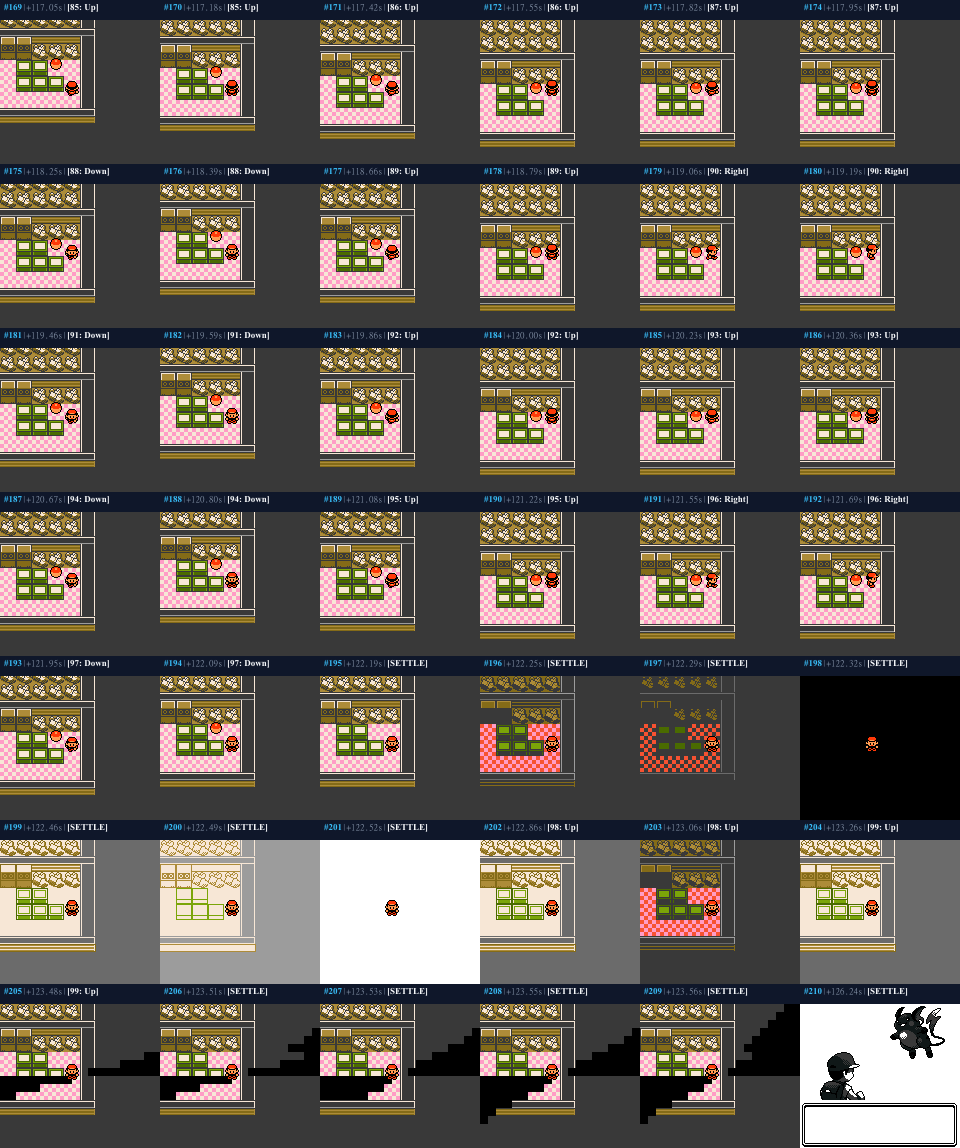 #169|+117.05s|[85: Up] #170|+117.18s|[85: Up] #171|+117.42s|[86: Up] #172|+117.55s|[86: Up] #173|+117.82s|[87: Up] #174|+117.95s|[87: Up]
#175|+118.25s|[88: Down] #176|+118.39s|[88: Down] #177|+118.66s|[89: Up] #178|+118.79s|[89: Up] #179|+119.06s|[90: Right] #180|+119.19s|[90: Right]
#181|+119.46s|[91: Down] #182|+119.59s|[91: Down] #183|+119.86s|[92: Up] #184|+120.00s|[92: Up] #185|+120.23s|[93: Up] #186|+120.36s|[93: Up]
#187|+120.67s|[94: Down] #188|+120.80s|[94: Down] #189|+121.08s|[95: Up] #190|+121.22s|[95: Up] #191|+121.55s|[96: Right] #192|+121.69s|[96: Right]
#193|+121.95s|[97: Down] #194|+122.09s|[97: Down] #195|+122.19s|[SETTLE] #196|+122.25s|[SETTLE] #197|+122.29s|[SETTLE] #198|+122.32s|[SETTLE]
#199|+122.46s|[SETTLE] #200|+122.49s|[SETTLE] #201|+122.52s|[SETTLE] #202|+122.86s|[98: Up] #203|+123.06s|[98: Up] #204|+123.26s|[99: Up]
#205|+123.48s|[99: Up] #206|+123.51s|[SETTLE] #207|+123.53s|[SETTLE] #208|+123.55s|[SETTLE] #209|+123.56s|[SETTLE] #210|+126.24s|[SETTLE]